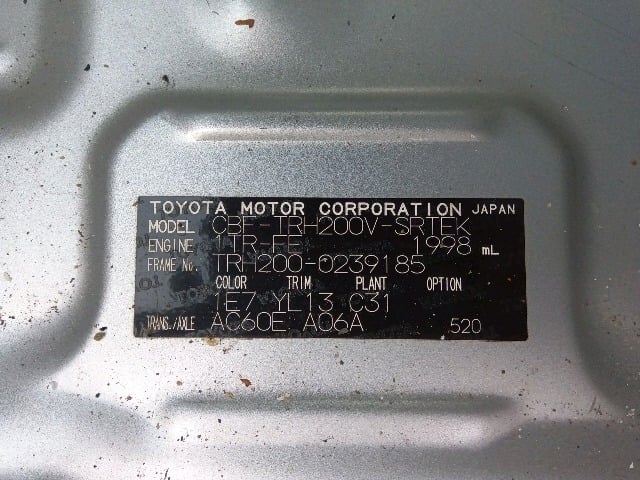 TOYOTA MOTOR CORPORATION JAPAN
MODEL CBF-TRH200V-SRTEK
ENGINE 1TR-FE 1998 mL
FRAME No. TRH200-0239185
COLOR TRIM PLANT OPTION
1E7 YL13 C31
TRANS./AXLE AC60E A06A 520